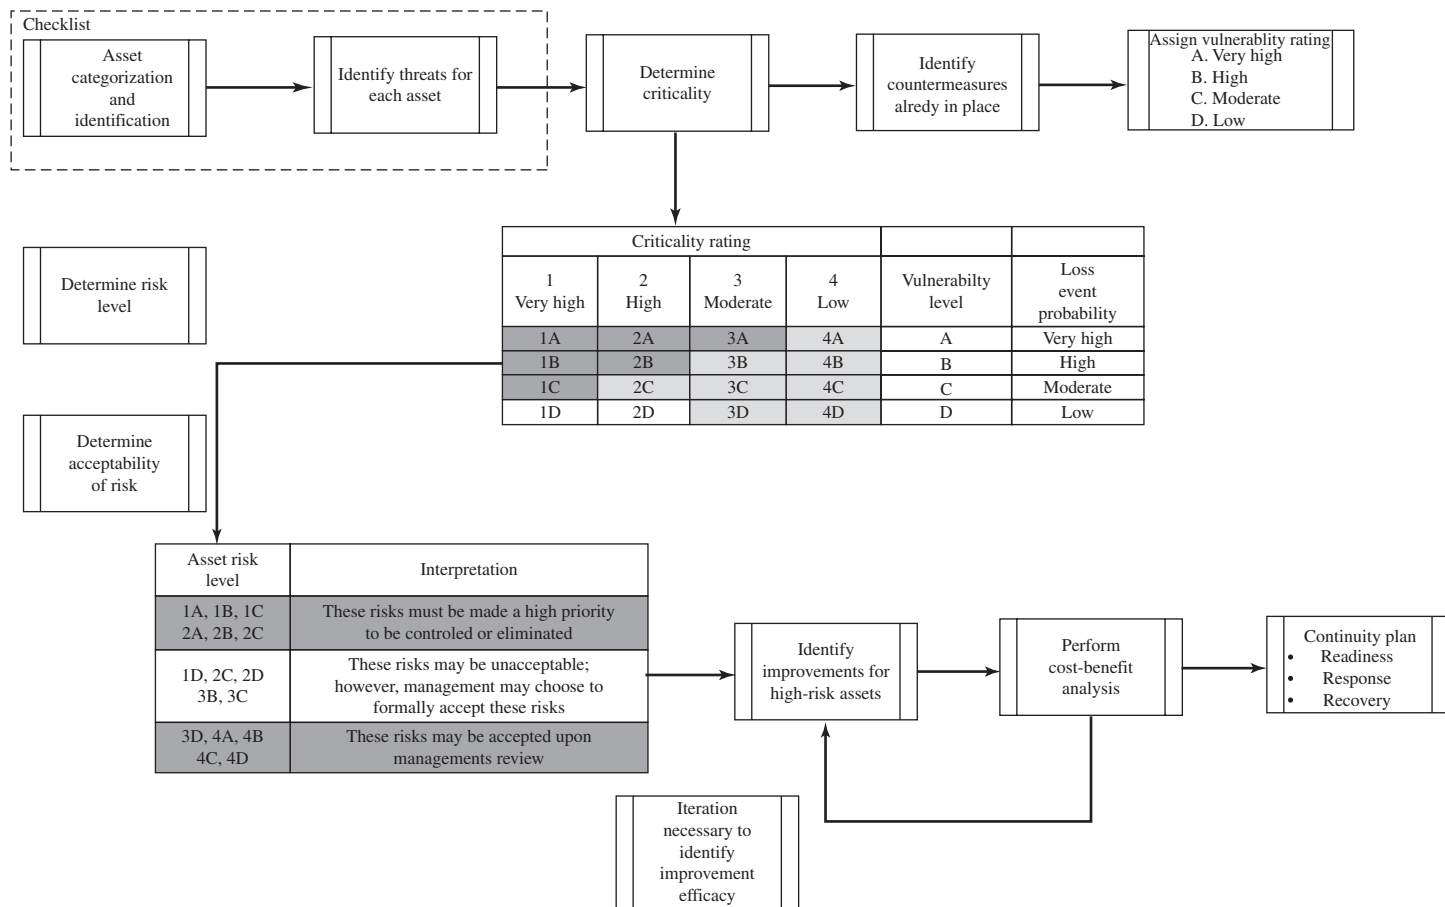 Checklist
Asset
categorization
and
identification
Identify threats for
each asset
Determine
criticality
Identify
countermeasures
alredy in place
Assign vulnerablity rating
A. Very high
B. High
C. Moderate
D. Low
Determine risk
level
Determine
acceptability
of risk
Criticality rating
1 2 3 4 Vulnerabilty Loss
Very high High Moderate Low level event
probability
1A 2A 3A 4A A Very high
1B 2B 3B 4B B High
1C 2C 3C 4C C Moderate
1D 2D 3D 4D D Low
Asset risk
level
Interpretation
1A, 1B, 1C
2A, 2B, 2C
These risks must be made a high priority
to be controled or eliminated
1D, 2C, 2D
3B, 3C
These risks may be unacceptable;
however, management may choose to
formally accept these risks
3D, 4A, 4B
4C, 4D
These risks may be accepted upon
managements review
Identify
improvements for
high-risk assets
Perform
cost-benefit
analysis
Continuity plan
• Readiness
• Response
• Recovery
Iteration
necessary to
identify
improvement
efficacy